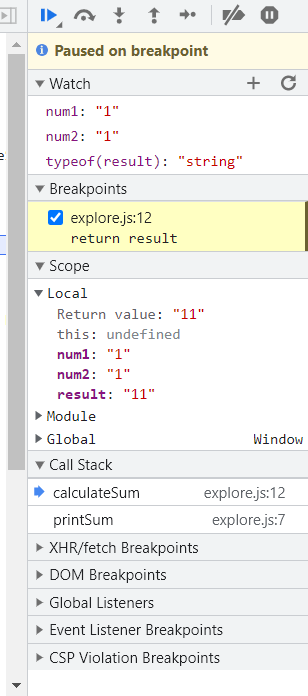 Paused on breakpoint
Watch
num1: "1"
num2: "1"
typeof(result): "string"
Breakpoints
explore.js:12
return result
Scope
Local
Return value: "11"
this: undefined
num1: "1"
num2: "1"
result: "11"
Module
Global Window
Call Stack
calculateSum explore.js:12
printSum explore.js:7
XHR/fetch Breakpoints
DOM Breakpoints
Global Listeners
Event Listener Breakpoints
CSP Violation Breakpoints